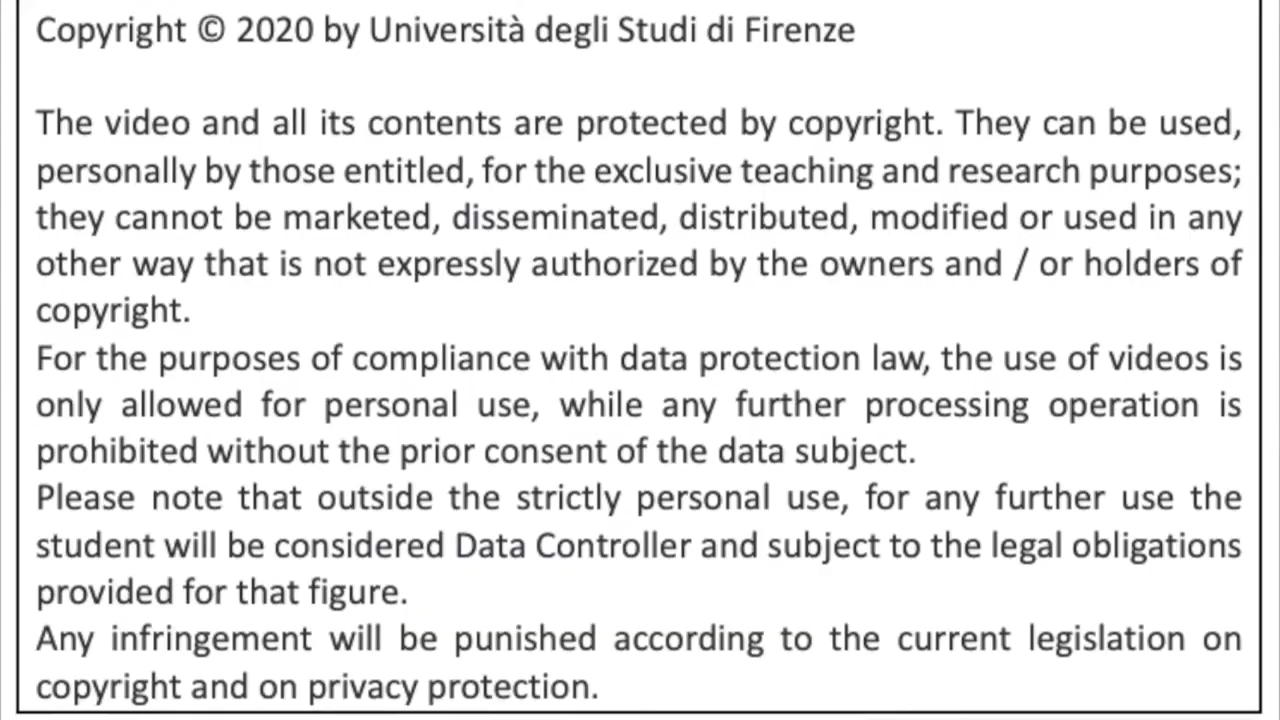 Copyright © 2020 by Università degli Studi di Firenze
The video and all its contents are protected by copyright. They can be used,
personally by those entitled, for the exclusive teaching and research purposes;
they cannot be marketed, disseminated, distributed, modified or used in any
other way that is not expressly authorized by the owners and / or holders of
copyright.
For the purposes of compliance with data protection law, the use of videos is
only allowed for personal use, while any further processing operation is
prohibited without the prior consent of the data subject.
Please note that outside the strictly personal use, for any further use the
student will be considered Data Controller and subject to the legal obligations
provided for that figure.
Any infringement will be punished according to the current legislation on
copyright and on privacy protection.